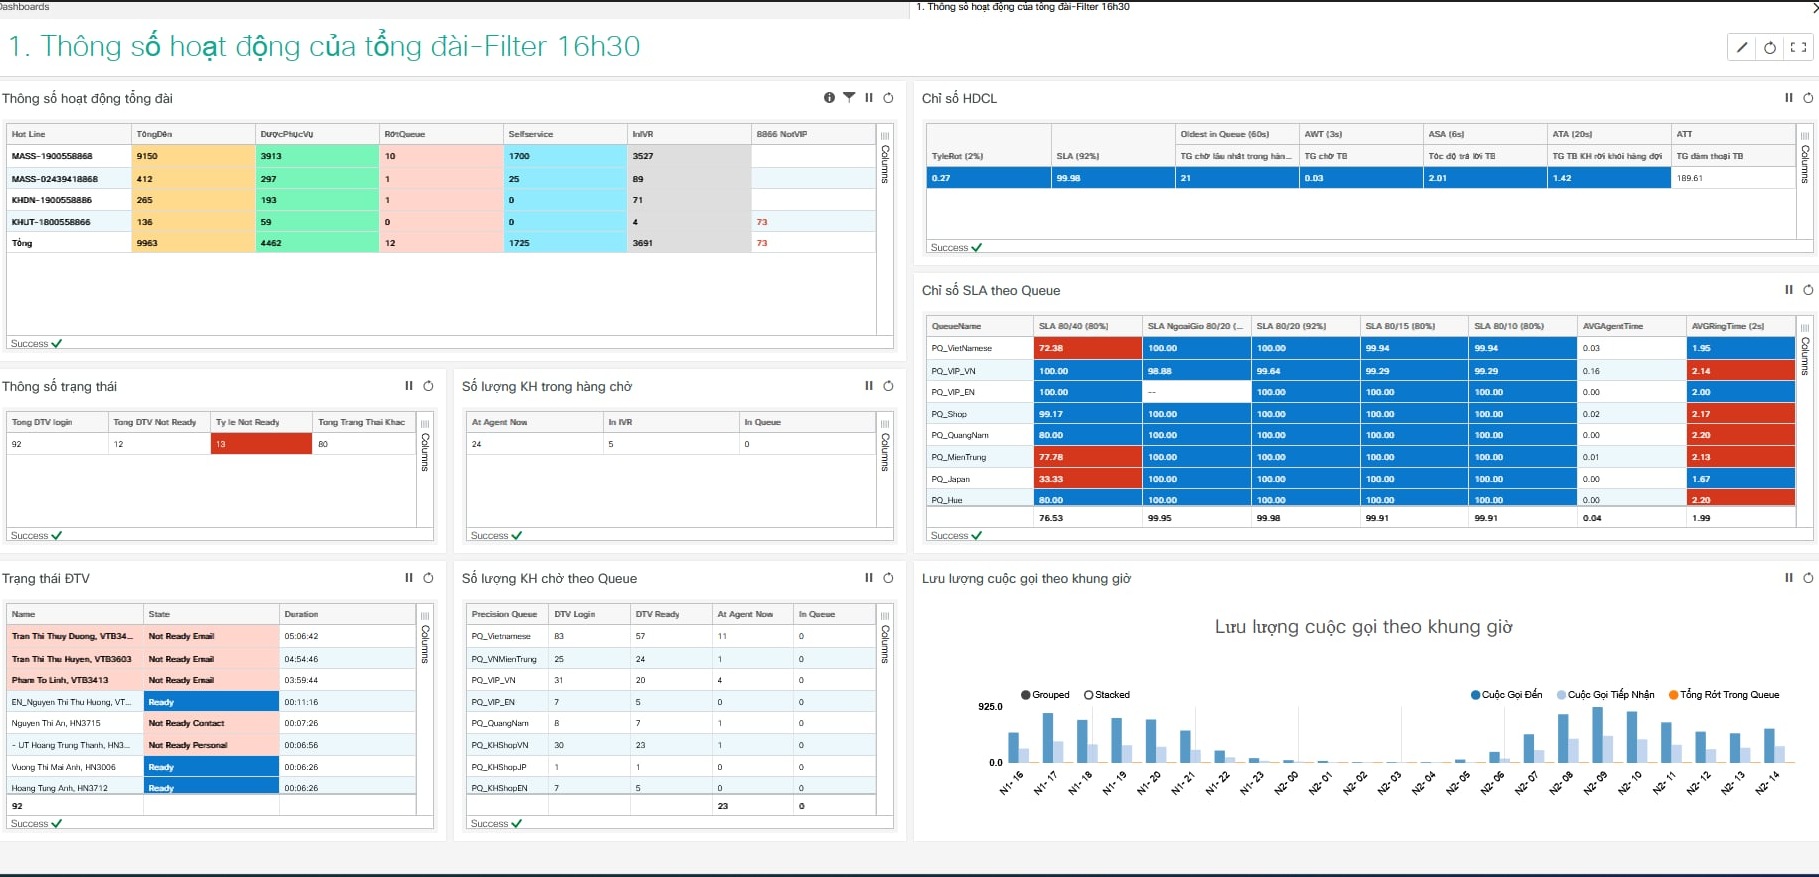 Dashboards
1. Thông số hoạt động của tổng đài-Filter 16h30
1. Thông số hoạt động của tổng đài-Filter 16h30
Thông số hoạt động tổng đài
Hot Line TổngĐến ĐượcPhụcVụ RớtQueue Selfservice InIVR 8866 NotVIP
MASS-1900558868 9150 3913 10 1700 3527
MASS-02439418868 412 297 1 25 89
KHDN-1900558886 265 193 1 0 71
KHUT-1800558866 136 59 0 0 4 73
Tổng 9963 4462 12 1725 3691 73
Columns
Success
Chỉ số HDCL
Oldest in Queue (60s) AWT (3s) ASA (6s) ATA (20s) ATT
TyleRot (2%) SLA (92%) TG chờ lâu nhất trong hàn... TG chờ TB Tốc độ trả lời TB TG TB KH rời khỏi hàng đợi TG đàm thoại TB
0.27 99.98 21 0.03 2.01 1.42 189.61
Columns
Success
Chỉ số SLA theo Queue
QueueName SLA 80/40 (80%) SLA NgoaiGio 80/20 (... SLA 80/20 (92%) SLA 80/15 (80%) SLA 80/10 (80%) AVGAgentTime AVGRingTime (2s)
PQ_VietNamese 72.38 100.00 100.00 99.94 99.94 0.03 1.95
PQ_VIP_VN 100.00 98.88 99.64 99.29 99.29 0.16 2.14
PQ_VIP_EN 100.00 -- 100.00 100.00 100.00 0.00 2.00
PQ_Shop 99.17 100.00 100.00 100.00 100.00 0.02 2.17
PQ_QuangNam 80.00 100.00 100.00 100.00 100.00 0.00 2.20
PQ_MienTrung 77.78 100.00 100.00 100.00 100.00 0.01 2.13
PQ_Japan 33.33 100.00 100.00 100.00 100.00 0.00 1.67
PQ_Hue 80.00 100.00 100.00 100.00 100.00 0.00 2.20
76.53 99.95 99.98 99.91 99.91 0.04 1.99
Columns
Success
Thông số trạng thái
Tong DTV login Tong DTV Not Ready Ty le Not Ready Tong Trang Thai Khac
92 12 13 80
Columns
Success
Số lượng KH trong hàng chờ
At Agent Now In IVR In Queue
24 5 0
Columns
Success
Trạng thái ĐTV
Name State Duration
Tran Thi Thuy Duong, VTB34... Not Ready Email 05:06:42
Tran Thi Thu Huyen, VTB3603 Not Ready Email 04:54:46
Pham To Linh, VTB3413 Not Ready Email 03:59:44
EN_Nguyen Thi Thu Huong, VT... Ready 00:11:16
Nguyen Thi An, HN3715 Not Ready Contact 00:07:26
- UT Hoang Trung Thanh, HN3... Not Ready Personal 00:06:56
Vuong Thi Mai Anh, HN3006 Ready 00:06:26
Hoang Tung Anh, HN3712 Ready 00:06:26
92
Columns
Success
Số lượng KH chờ theo Queue
Precision Queue DTV Login DTV Ready At Agent Now In Queue
PQ_Vietnamese 83 57 11 0
PQ_VNMienTrung 25 24 1 0
PQ_VIP_VN 31 20 4 0
PQ_VIP_EN 7 5 0 0
PQ_QuangNam 8 7 1 0
PQ_KHShopVN 30 23 1 0
PQ_KHShopJP 1 1 0 0
PQ_KHShopEN 7 5 0 0
23 0
Columns
Success
Lưu lượng cuộc gọi theo khung giờ
Lưu lượng cuộc gọi theo khung giờ
Grouped Stacked Cuộc Gọi Đến Cuộc Gọi Tiếp Nhận Tổng Rớt Trong Queue
925.0
0.0
N1- 16 N1- 17 N1- 18 N1- 19 N1- 20 N1- 21 N1- 22 N1- 23 N2- 00 N2- 01 N2- 02 N2- 03 N2- 04 N2- 05 N2- 06 N2- 07 N2- 08 N2- 09 N2- 10 N2- 11 N2- 12 N2- 13 N2- 14